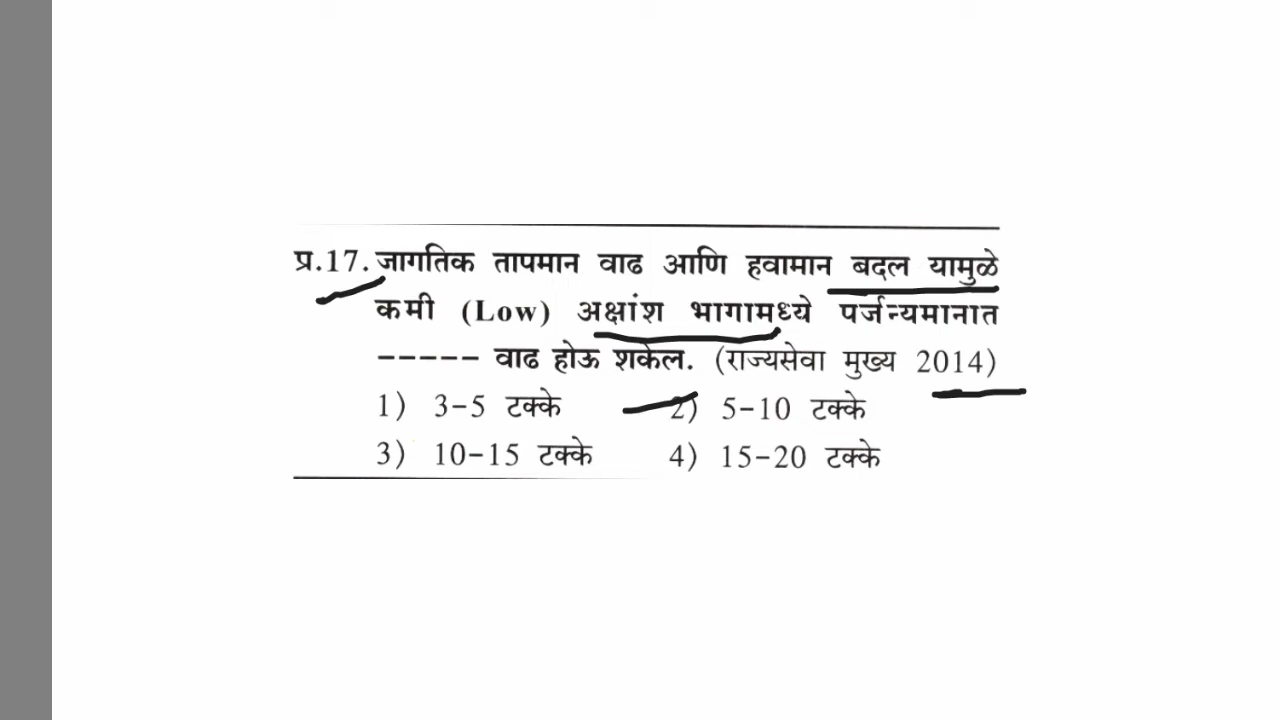 प्र.17. जागतिक तापमान वाढ आणि हवामान बदल यामुळे
कमी (Low) अक्षांश भागामध्ये पर्जन्यमानात
----- वाढ होऊ शकेल. (राज्यसेवा मुख्य 2014)
1) 3-5 टक्के 2) 5-10 टक्के
3) 10-15 टक्के 4) 15-20 टक्के